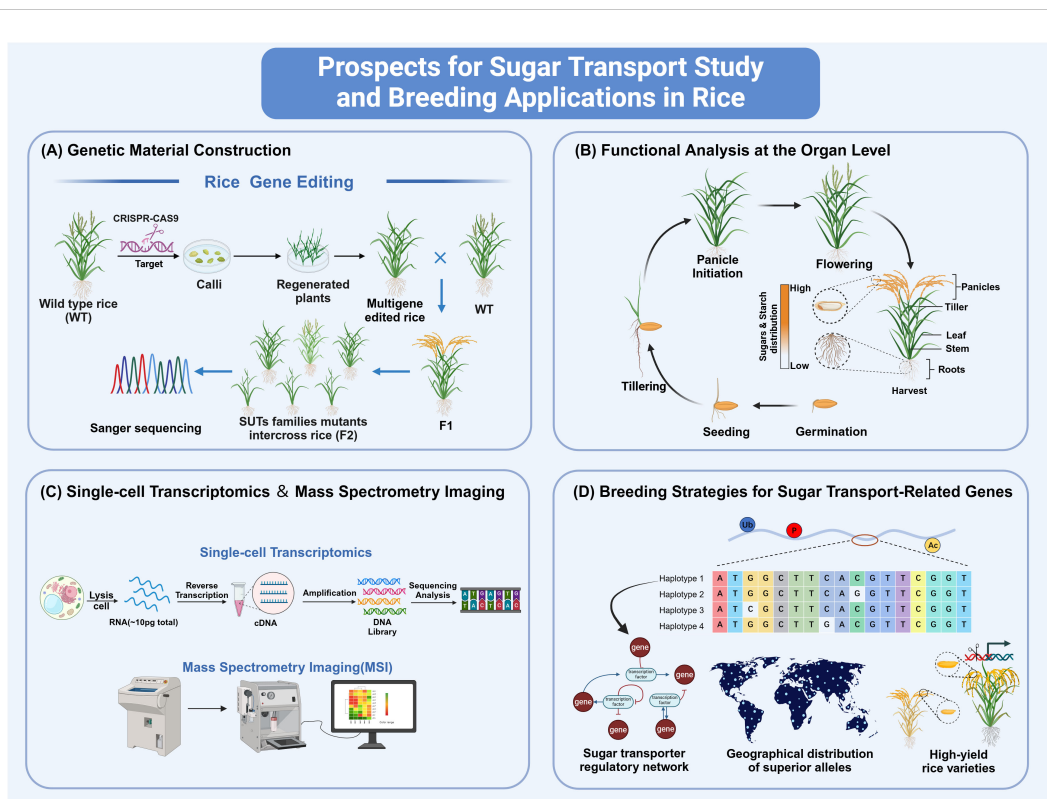 Prospects for Sugar Transport Study
and Breeding Applications in Rice
(A) Genetic Material Construction
Rice Gene Editing
CRISPR-CAS9
Target
Wild type rice
(WT)
Calli
Regenerated
plants
Multigene
edited rice
×
WT
Sanger sequencing
SUTs families mutants
intercross rice (F2)
F1
(B) Functional Analysis at the Organ Level
Panicle
Initiation
Flowering
Sugars & Starch
distribution
High
Low
Panicles
Tiller
Leaf
Stem
Roots
Harvest
Tillering
Seeding
Germination
(C) Single-cell Transcriptomics & Mass Spectrometry Imaging
Single-cell Transcriptomics
Lysis
cell
RNA(~10pg total)
Reverse
Transcription
cDNA
Amplification
DNA
Library
Sequencing
Analysis
A T G A G T G
T A C T C A C
Mass Spectrometry Imaging(MSI)
(D) Breeding Strategies for Sugar Transport-Related Genes
Ub
P
Ac
Haplotype 1 A T G G C T T C A C G T T C G G T
Haplotype 2 A T G G C T T C A G G T T C G G T
Haplotype 3 A T C G C T T C A C G T T C G G T
Haplotype 4 A T G G C T T G A C G T T C G G T
gene
transcription
factor
gene
gene
transcription
factor
transcription
factor
gene
gene
Sugar transporter
regulatory network
Geographical distribution
of superior alleles
High-yield
rice varieties